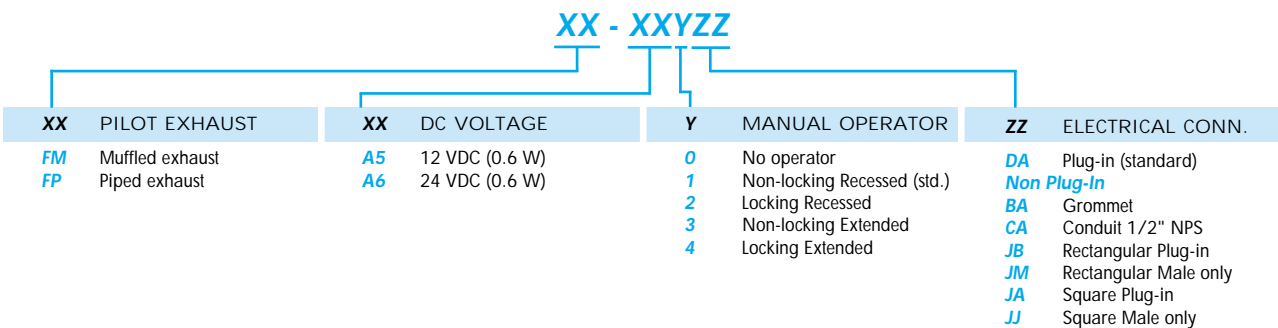 XX - XXYZZ
XX PILOT EXHAUST
FM Muffled exhaust
FP Piped exhaust
XX DC VOLTAGE
A5 12 VDC (0.6 W)
A6 24 VDC (0.6 W)
Y MANUAL OPERATOR
0 No operator
1 Non-locking Recessed (std.)
2 Locking Recessed
3 Non-locking Extended
4 Locking Extended
ZZ ELECTRICAL CONN.
DA Plug-in (standard)
Non Plug-In
BA Grommet
CA Conduit 1/2" NPS
JB Rectangular Plug-in
JM Rectangular Male only
JA Square Plug-in
JJ Square Male only